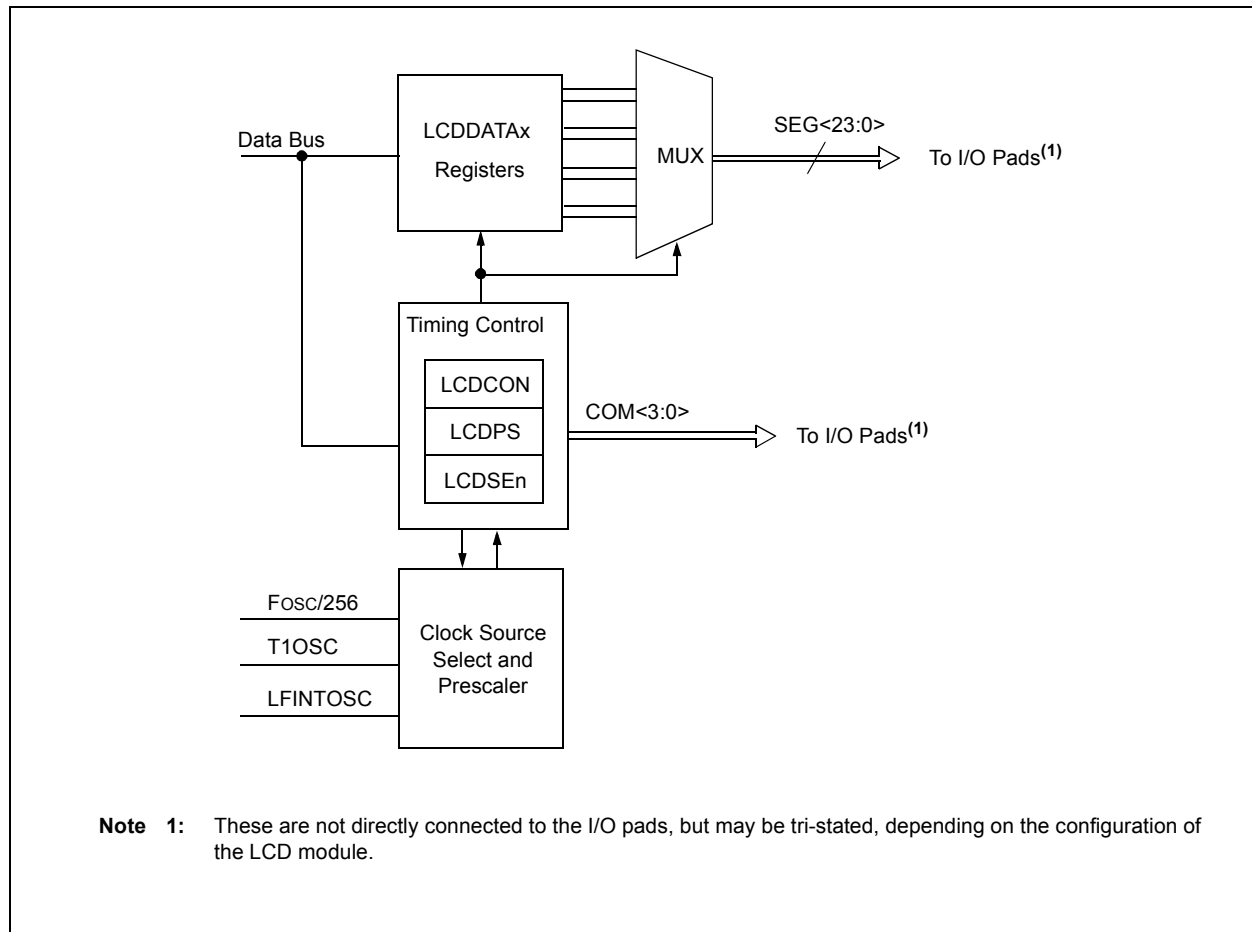 Data Bus
LCDDATAx
Registers
MUX
SEG<23:0>
To I/O Pads(1)
Timing Control
LCDCON
LCDPS
LCDSEn
COM<3:0>
To I/O Pads(1)
FOSC/256
T1OSC
LFINTOSC
Clock Source
Select and
Prescaler
Note 1: These are not directly connected to the I/O pads, but may be tri-stated, depending on the configuration of
the LCD module.